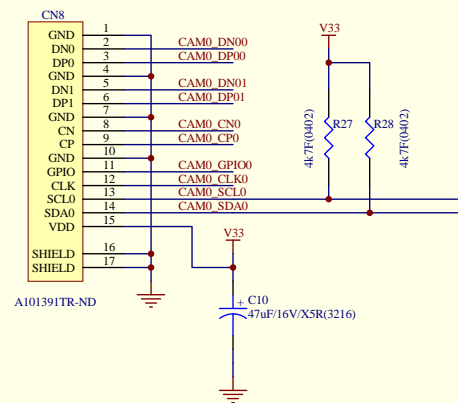 CN8
GND 1
DN0 2 CAM0_DN00
DP0 3 CAM0_DP00
GND 4
DN1 5 CAM0_DN01
DP1 6 CAM0_DP01
GND 7
CN 8 CAM0_CN0
CP 9 CAM0_CP0
GND 10
GPIO 11 CAM0_GPIO0
CLK 12 CAM0_CLK0
SCL0 13 CAM0_SCL0
SDA0 14 CAM0_SDA0
VDD 15
SHIELD 16
SHIELD 17
A101391TR-ND
V33
R27
4k7F(0402)
R28
4k7F(0402)
V33
+ C10
47uF/16V/X5R(3216)